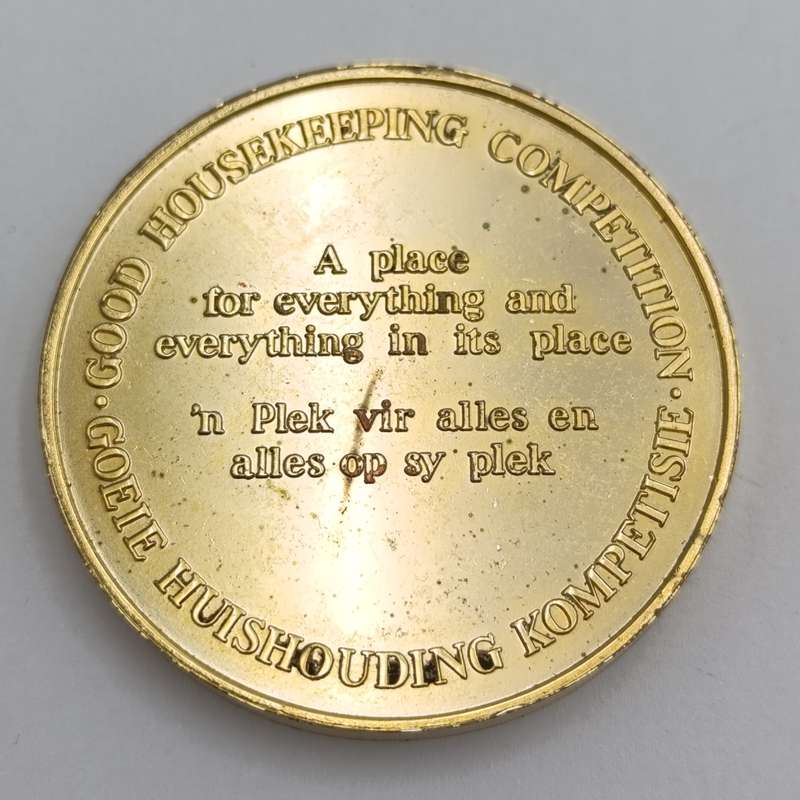 GOOD HOUSEKEEPING COMPETITION
A place
for everything and
everything in its place
'n Plek vir alles en
alles op sy plek
· GOEIE HUISHOUDING KOMPETISIE ·